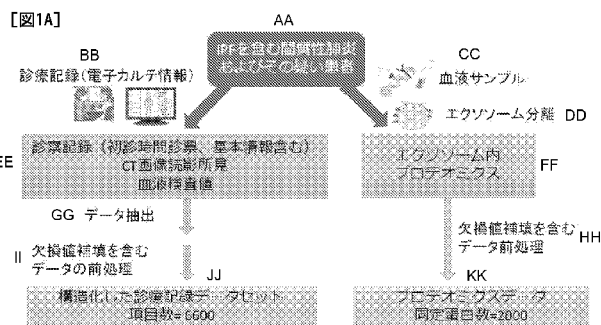 [図1A]
AA
IPFを含む間質性肺炎
および の疑い患者
BB
診療記録(電子カルテ情報)
CC
血液サンプル
エクソソーム分離 DD
EE
診察記録(初診時問診票、基本情報含む)
CT画像読影所見
血液検査値
エクソソーム内
プロテオミクス
FF
GG データ抽出
II 欠損値補填を含む
データの前処理
欠損値補填を含む
データ前処理 HH
JJ
構造化した診療記録データセット
項目数=6600
KK
プロテオミクスデータ
同定蛋白数=2000